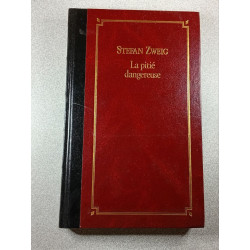 STEFAN ZWEIG
La pitié
dangereuse